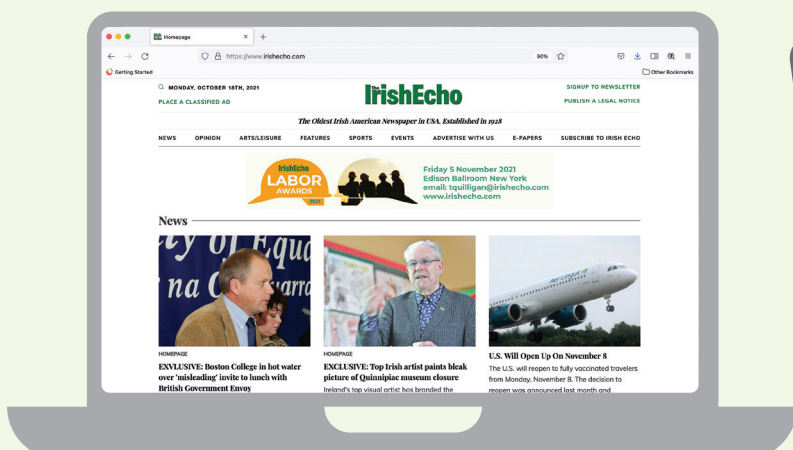 Homepage
https://www.irishecho.com
90%
Getting Started
Other Bookmarks
MONDAY, OCTOBER 18TH, 2021
PLACE A CLASSIFIED AD
The IrishEcho
SIGNUP TO NEWSLETTER
PUBLISH A LEGAL NOTICE
The Oldest Irish American Newspaper in USA, Established in 1928
NEWS OPINION ARTS/LEISURE FEATURES SPORTS EVENTS ADVERTISE WITH US E-PAPERS SUBSCRIBE TO IRISH ECHO
IrishEcho
LABOR
AWARDS
2021
Friday 5 November 2021
Edison Ballroom New York
email: tquilligan@irishecho.com
www.irishecho.com
News
na
HOMEPAGE
EXVLUSIVE: Boston College in hot water
over 'misleading' invite to lunch with
British Government Envoy
HOMEPAGE
EXCLUSIVE: Top Irish artist paints bleak
picture of Quinnipiac museum closure
Ireland's top visual artist has branded the
Aer Lingus
U.S. Will Open Up On November 8
The U.S. will reopen to fully vaccinated travelers
from Monday, November 8. The decision to
reopen was announced last month and